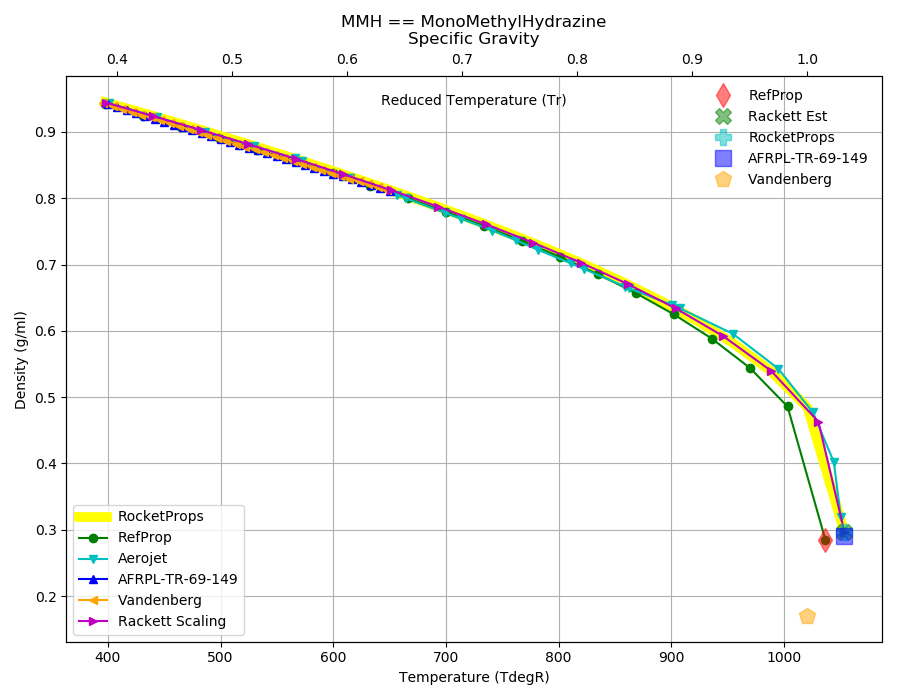 MMH == MonoMethylHydrazine
Specific Gravity
0.4 0.5 0.6 0.7 0.8 0.9 1.0
Reduced Temperature (Tr)
RefProp
Rackett Est
RocketProps
AFRPL-TR-69-149
Vandenberg
0.9
0.8
0.7
0.6
0.5
0.4
0.3
0.2
Density (g/ml)
RocketProps
RefProp
Aerojet
AFRPL-TR-69-149
Vandenberg
Rackett Scaling
400 500 600 700 800 900 1000
Temperature (TdegR)